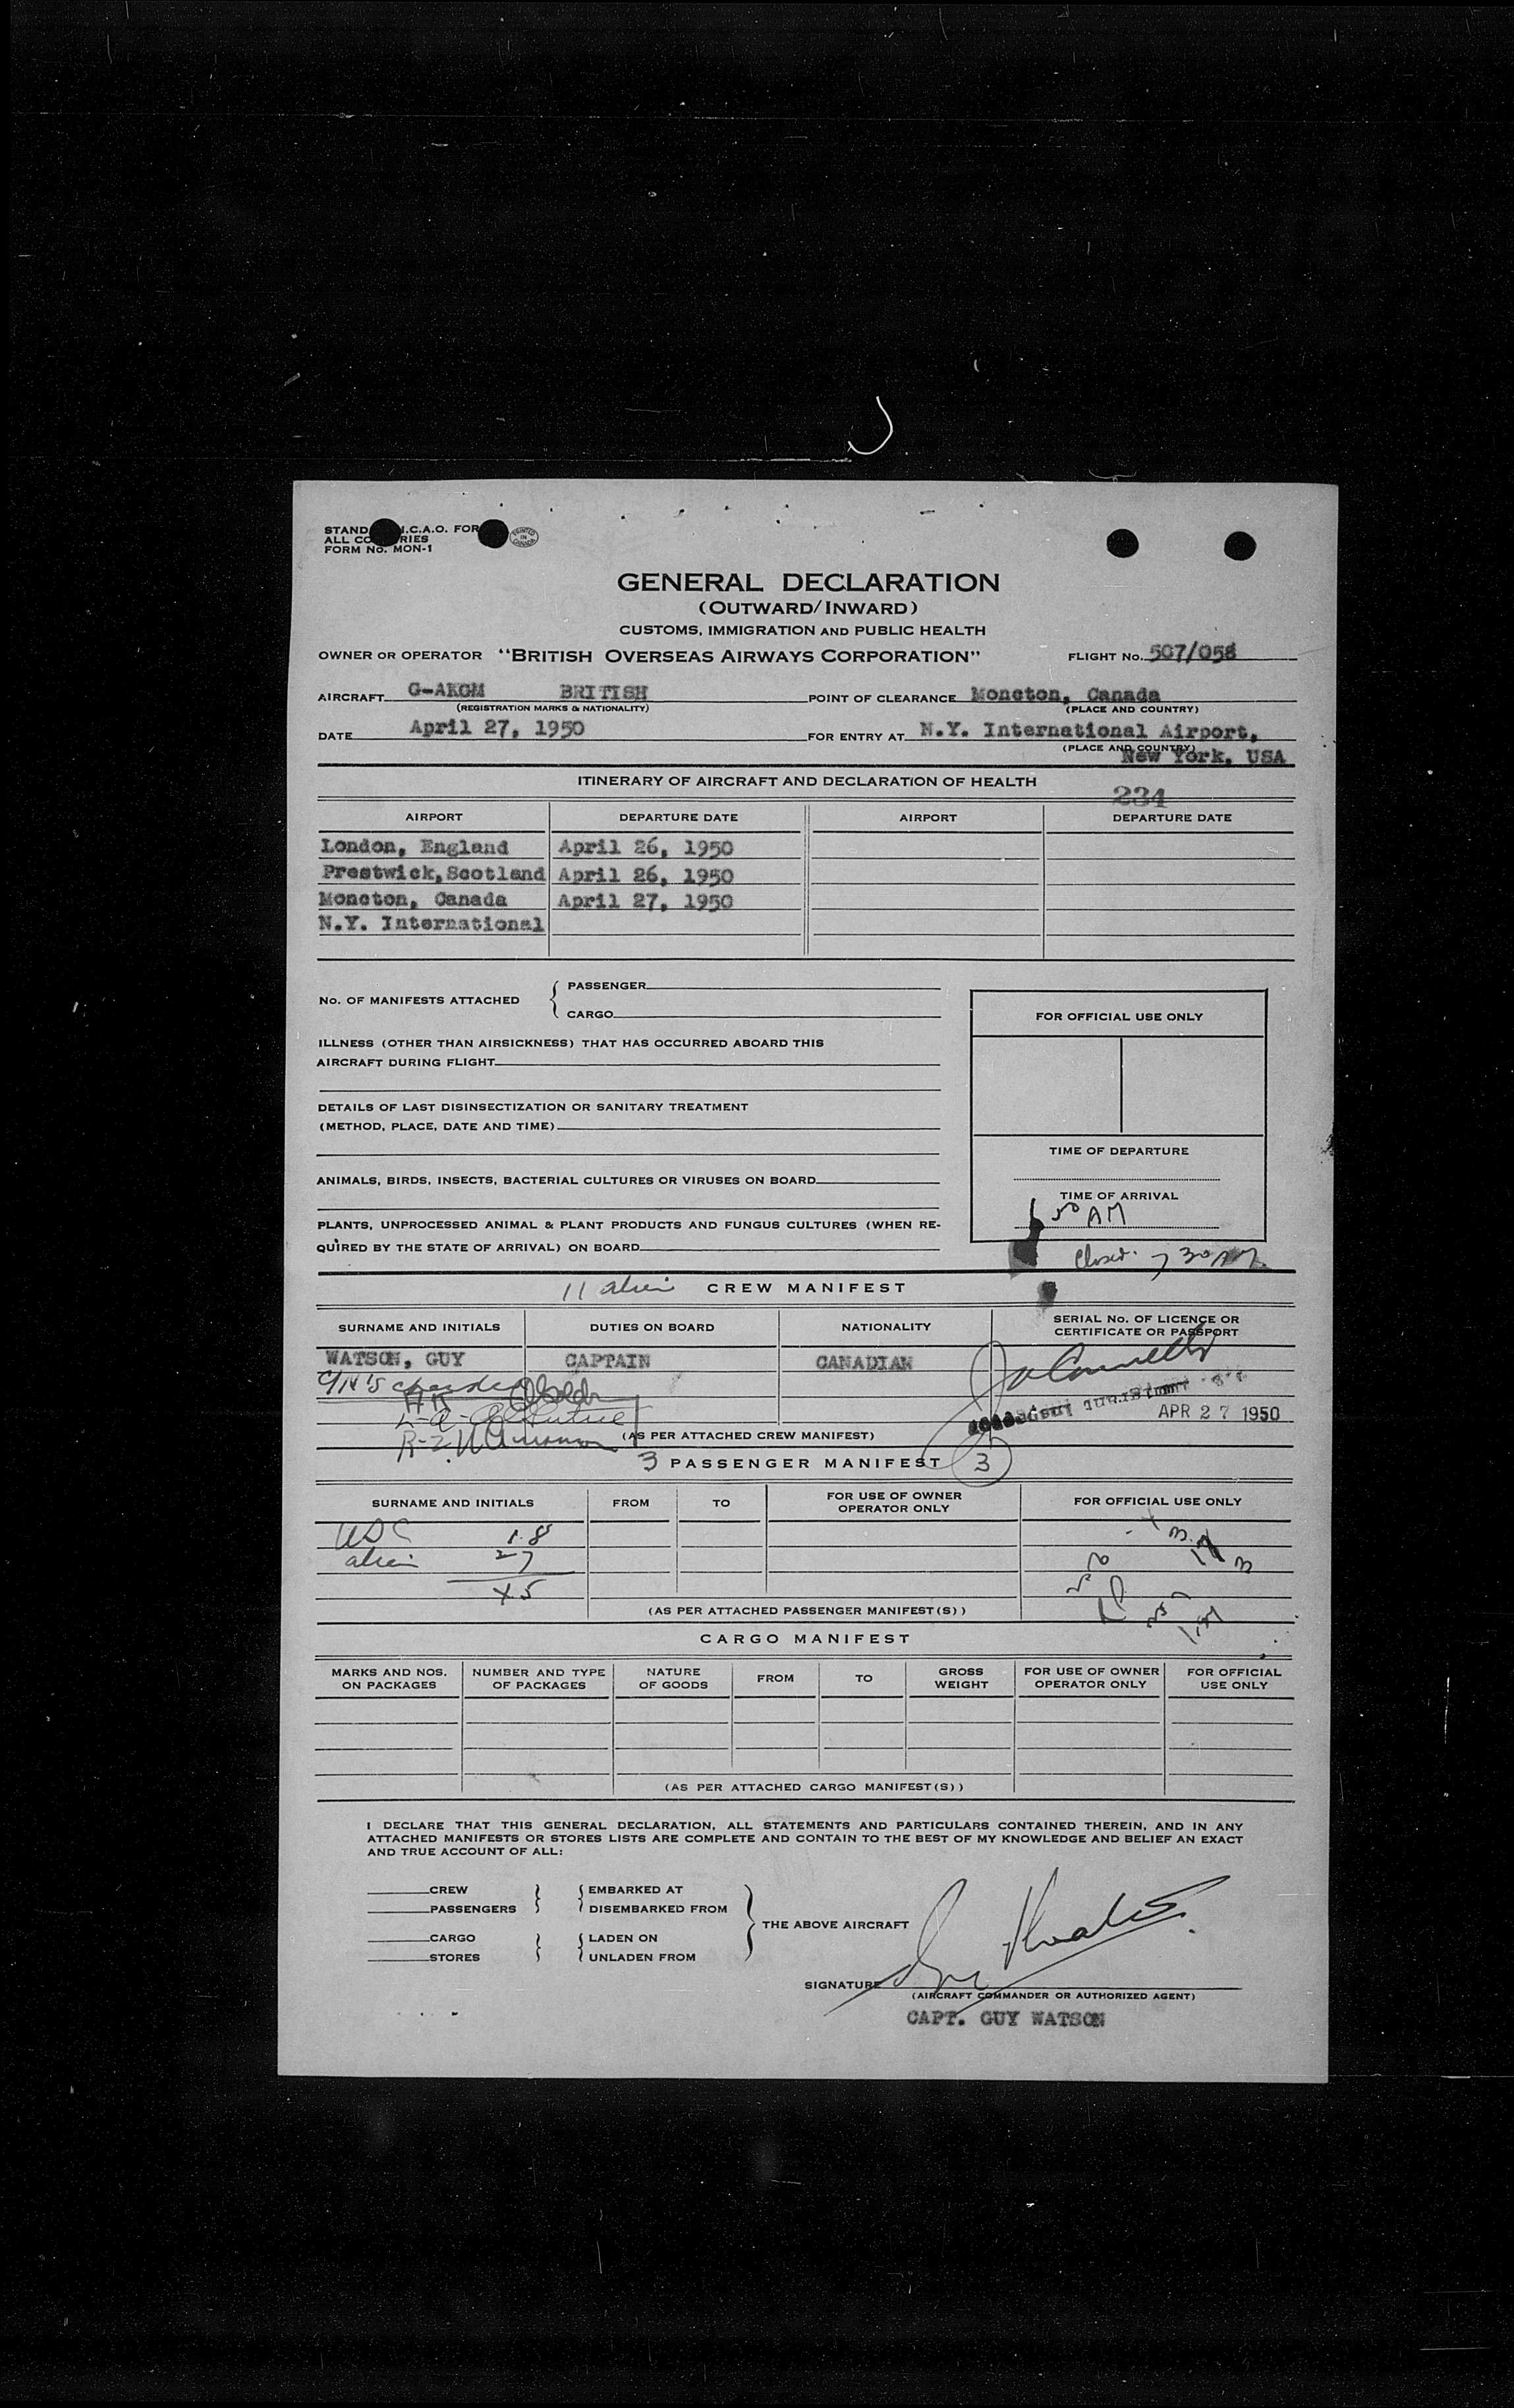 STAND I.C.A.O. FOR
ALL CO RIES
FORM No. MON-1
PRINTED IN CANADA
GENERAL DECLARATION
(OUTWARD/INWARD)
CUSTOMS, IMMIGRATION AND PUBLIC HEALTH
OWNER OR OPERATOR "BRITISH OVERSEAS AIRWAYS CORPORATION" FLIGHT No. 507/058
AIRCRAFT G-AKGM BRITISH POINT OF CLEARANCE Moncton, Canada
(REGISTRATION MARKS & NATIONALITY) (PLACE AND COUNTRY)
DATE April 27, 1950 FOR ENTRY AT N.Y. International Airport,
(PLACE AND COUNTRY) New York, USA
ITINERARY OF AIRCRAFT AND DECLARATION OF HEALTH
234
AIRPORT DEPARTURE DATE AIRPORT DEPARTURE DATE
London, England April 26, 1950
Prestwick, Scotland April 26, 1950
Moncton, Canada April 27, 1950
N.Y. International
No. OF MANIFESTS ATTACHED
PASSENGER
CARGO
FOR OFFICIAL USE ONLY
ILLNESS (OTHER THAN AIRSICKNESS) THAT HAS OCCURRED ABOARD THIS
AIRCRAFT DURING FLIGHT
DETAILS OF LAST DISINSECTIZATION OR SANITARY TREATMENT
(METHOD, PLACE, DATE AND TIME)
TIME OF DEPARTURE
ANIMALS, BIRDS, INSECTS, BACTERIAL CULTURES OR VIRUSES ON BOARD
TIME OF ARRIVAL
50 AM
PLANTS, UNPROCESSED ANIMAL & PLANT PRODUCTS AND FUNGUS CULTURES (WHEN RE-
QUIRED BY THE STATE OF ARRIVAL) ON BOARD
Closed. 7 30 AM
11 alien CREW MANIFEST
SURNAME AND INITIALS DUTIES ON BOARD NATIONALITY SERIAL No. OF LICENCE OR
CERTIFICATE OR PASSPORT
WATSON, GUY CAPTAIN CANADIAN
APR 27 1950
(AS PER ATTACHED CREW MANIFEST)
3 PASSENGER MANIFEST 3
SURNAME AND INITIALS FROM TO FOR USE OF OWNER
OPERATOR ONLY FOR OFFICIAL USE ONLY
USC 18
alien 27
45
(AS PER ATTACHED PASSENGER MANIFEST(S))
CARGO MANIFEST
MARKS AND NOS.
ON PACKAGES NUMBER AND TYPE
OF PACKAGES NATURE
OF GOODS FROM TO GROSS
WEIGHT FOR USE OF OWNER
OPERATOR ONLY FOR OFFICIAL
USE ONLY
(AS PER ATTACHED CARGO MANIFEST(S))
I DECLARE THAT THIS GENERAL DECLARATION, ALL STATEMENTS AND PARTICULARS CONTAINED THEREIN, AND IN ANY
ATTACHED MANIFESTS OR STORES LISTS ARE COMPLETE AND CONTAIN TO THE BEST OF MY KNOWLEDGE AND BELIEF AN EXACT
AND TRUE ACCOUNT OF ALL:
CREW EMBARKED AT
PASSENGERS DISEMBARKED FROM
THE ABOVE AIRCRAFT
CARGO LADEN ON
STORES UNLADEN FROM
SIGNATURE
(AIRCRAFT COMMANDER OR AUTHORIZED AGENT)
CAPT. GUY WATSON